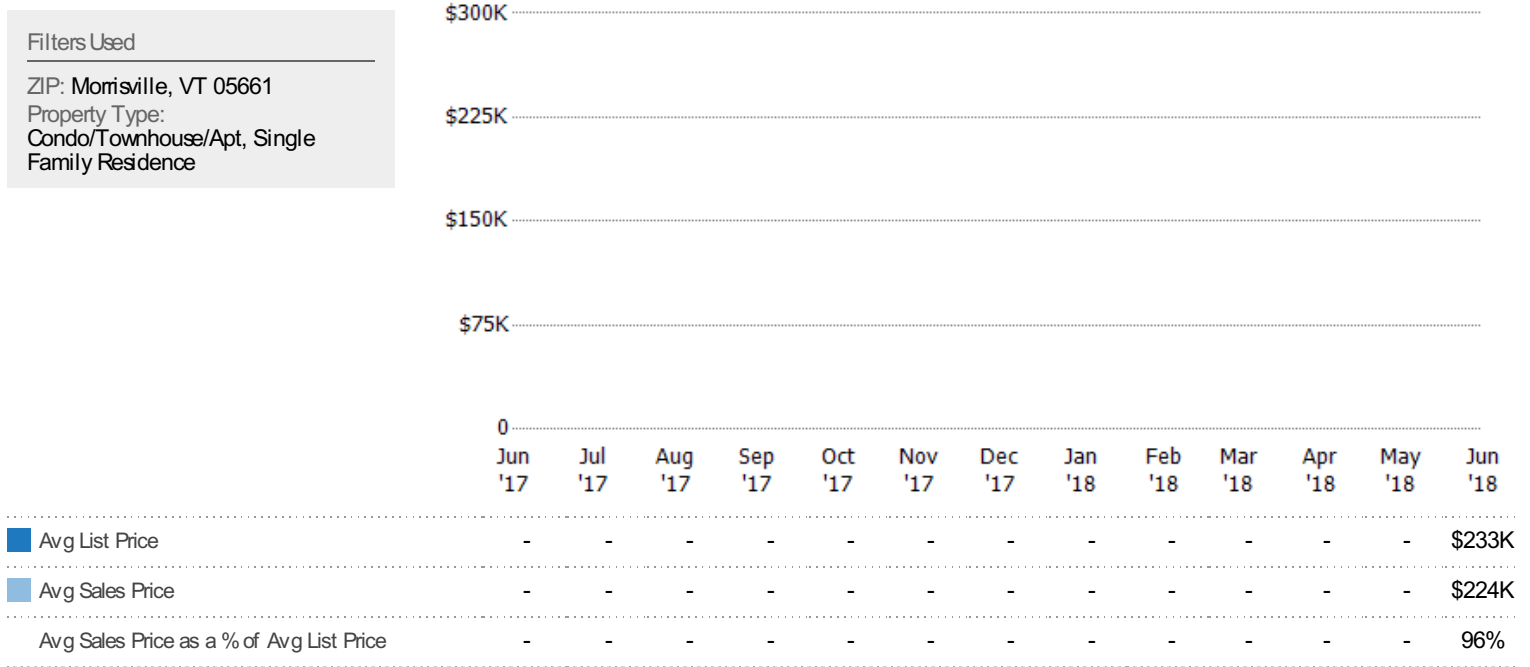 Filters Used
ZIP: Morrisville, VT 05661
Property Type:
Condo/Townhouse/Apt, Single
Family Residence
$300K
$225K
$150K
$75K
0
Jun Jul Aug Sep Oct Nov Dec Jan Feb Mar Apr May Jun
'17 '17 '17 '17 '17 '17 '17 '18 '18 '18 '18 '18 '18
Avg List Price - - - - - - - - - - - - $233K
Avg Sales Price - - - - - - - - - - - - $224K
Avg Sales Price as a % of Avg List Price - - - - - - - - - - - - 96%